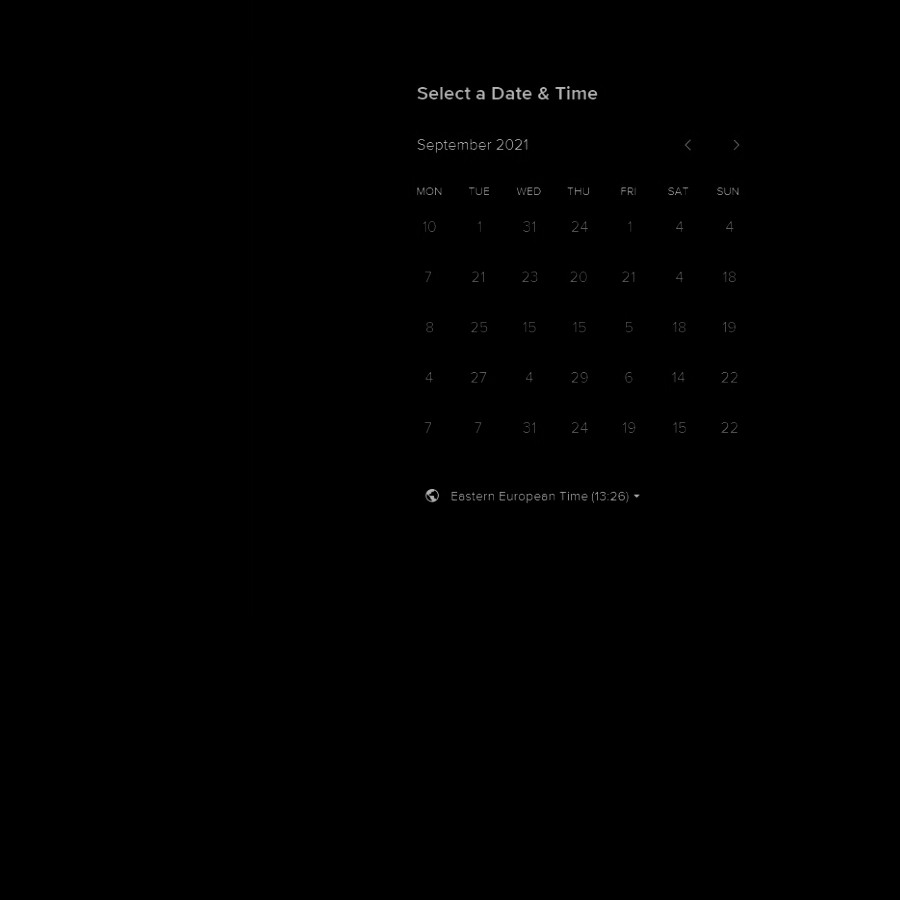 Select a Date & Time
September 2021
MON TUE WED THU FRI SAT SUN
10 1 31 24 1 4 4
7 21 23 20 21 4 18
8 25 15 15 5 18 19
4 27 4 29 6 14 22
7 7 31 24 19 15 22
Eastern European Time (13:26)